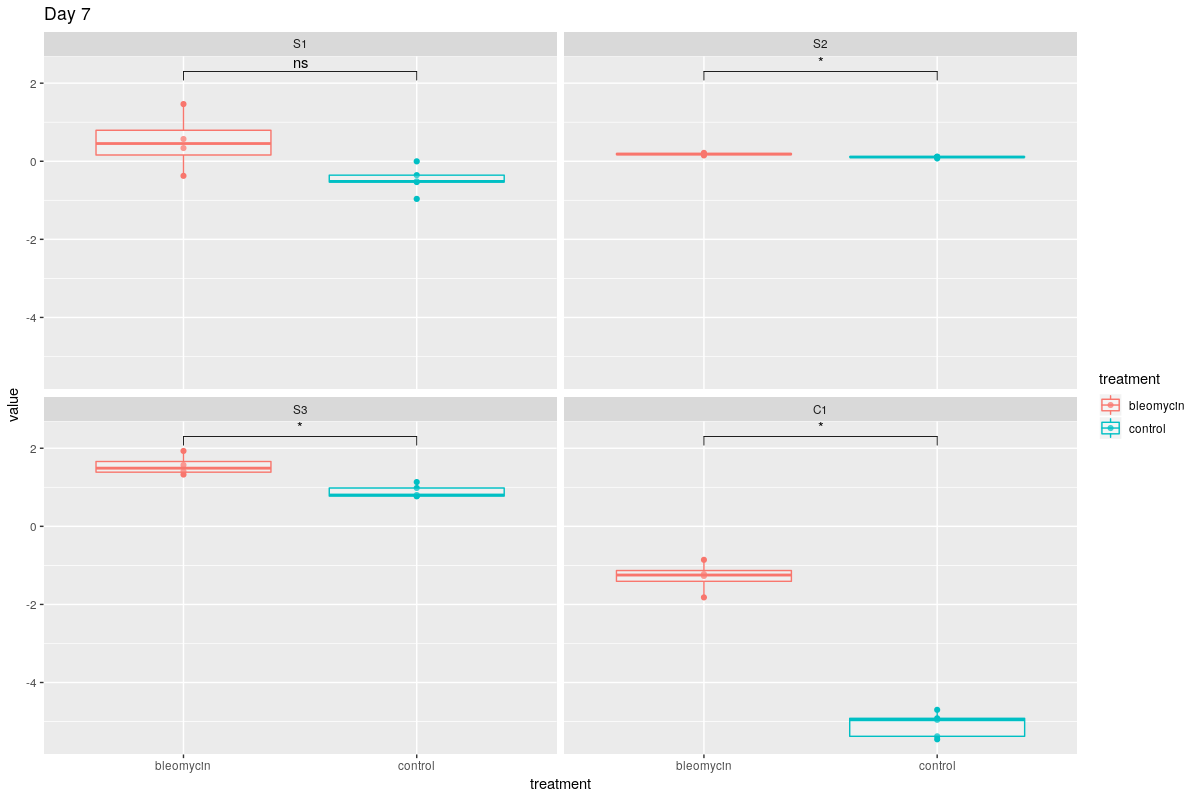 Day 7
S1
S2
ns
*
2
0
-2
-4
value
S3
C1
*
*
2
0
-2
-4
bleomycin
control
bleomycin
control
treatment
treatment
bleomycin
control